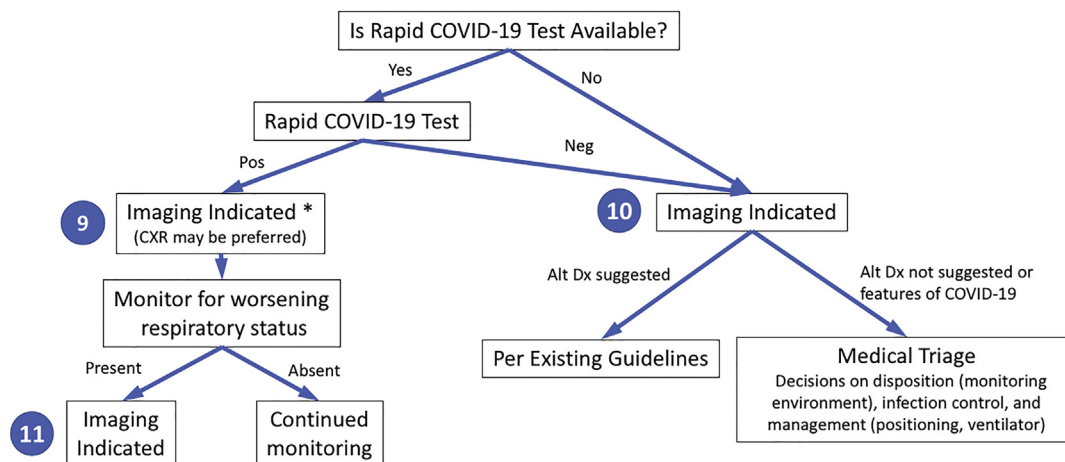 Is Rapid COVID-19 Test Available?
Yes
No
Rapid COVID-19 Test
Pos
Neg
9
Imaging Indicated *
(CXR may be preferred)
10
Imaging Indicated
Alt Dx suggested
Alt Dx not suggested or
features of COVID-19
Monitor for worsening
respiratory status
Per Existing Guidelines
Medical Triage
Decisions on disposition (monitoring
environment), infection control, and
management (positioning, ventilator)
Present
Absent
11
Imaging
Indicated
Continued
monitoring